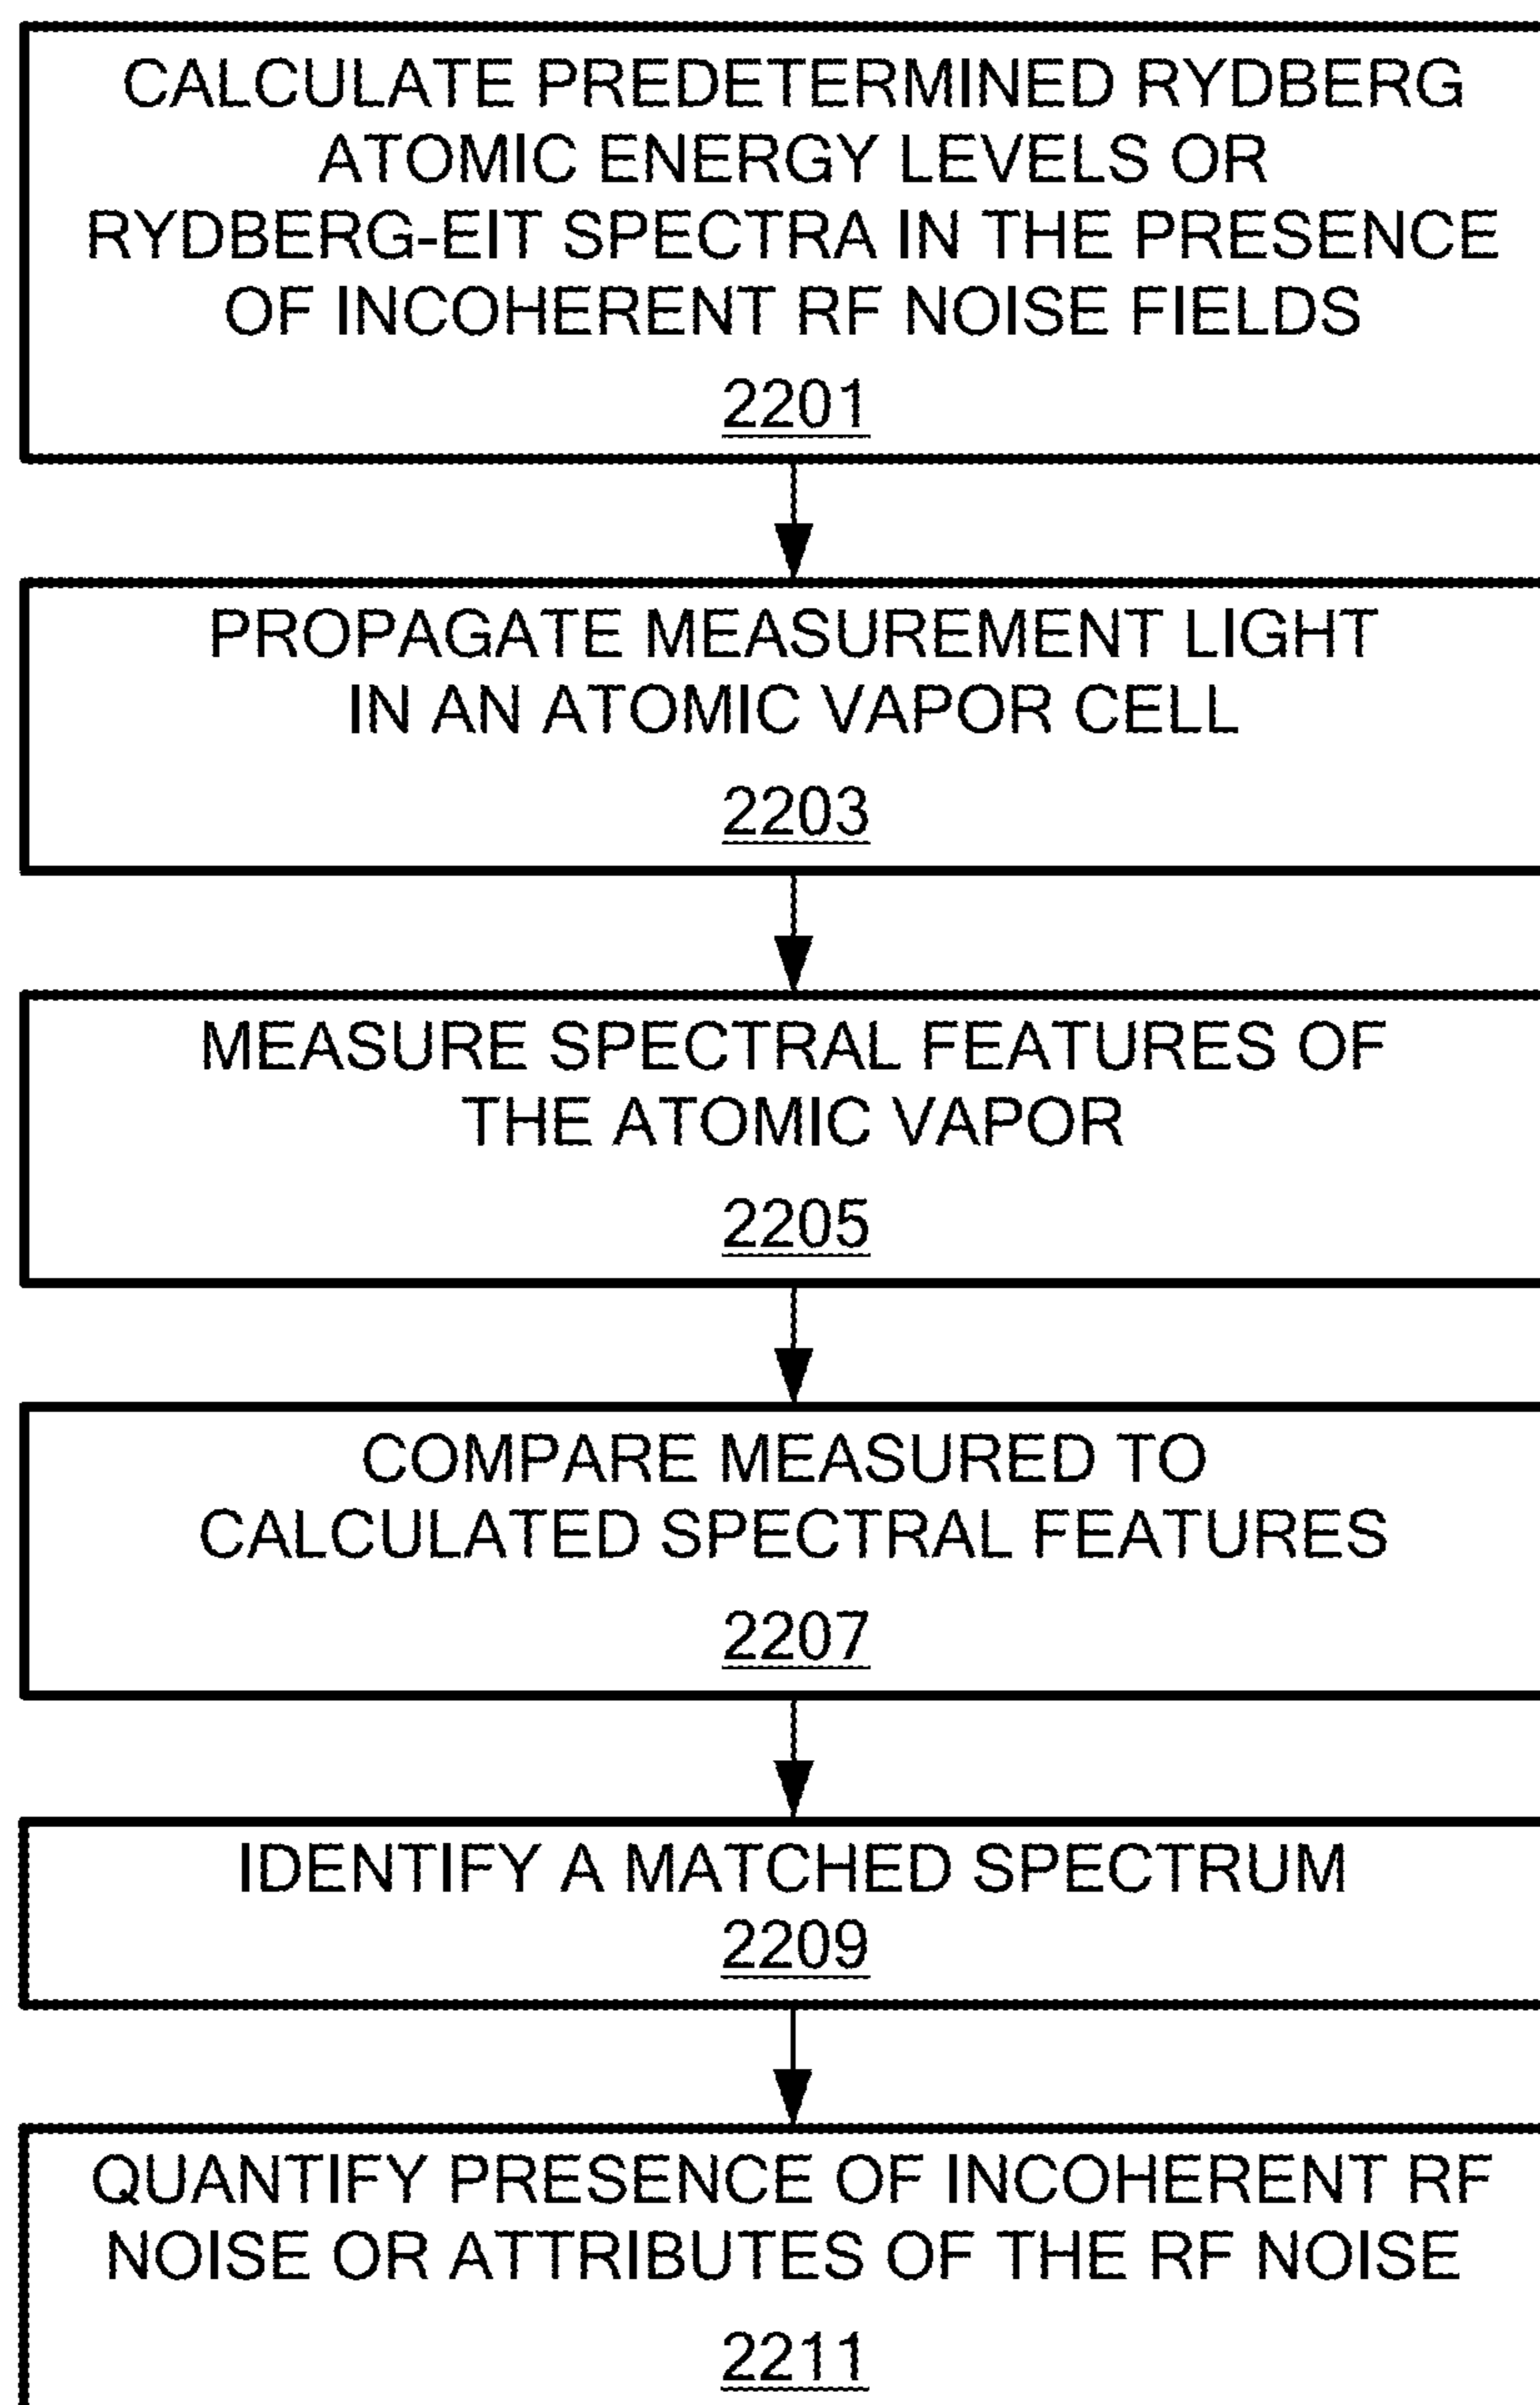 CALCULATE PREDETERMINED RYDBERG
ATOMIC ENERGY LEVELS OR
RYDBERG-EIT SPECTRA IN THE PRESENCE
OF INCOHERENT RF NOISE FIELDS
2201
PROPAGATE MEASUREMENT LIGHT
IN AN ATOMIC VAPOR CELL
2203
MEASURE SPECTRAL FEATURES OF
THE ATOMIC VAPOR
2205
COMPARE MEASURED TO
CALCULATED SPECTRAL FEATURES
2207
IDENTIFY A MATCHED SPECTRUM
2209
QUANTIFY PRESENCE OF INCOHERENT RF
NOISE OR ATTRIBUTES OF THE RF NOISE
2211